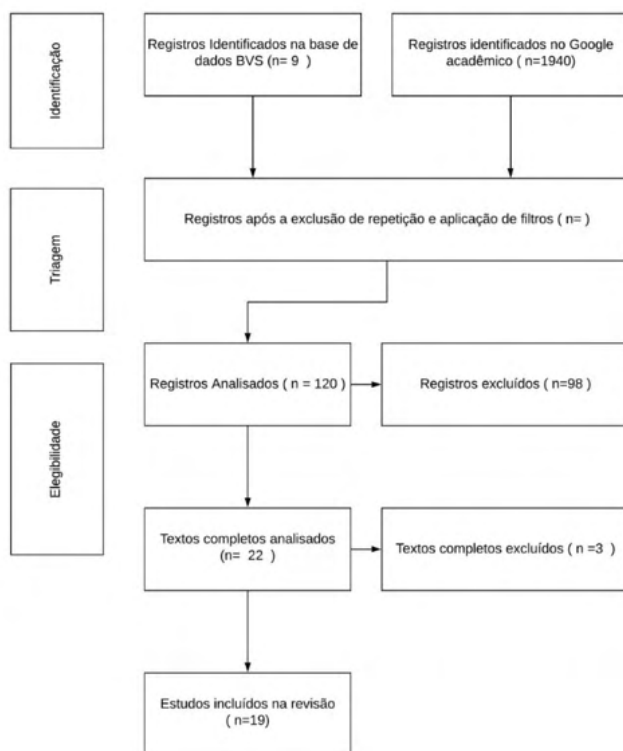 Identificação
Registros Identificados na base de
dados BVS (n= 9  )
Registros identificados no Google
acadêmico ( n=1940)
Triagem
Registros após a exclusão de repetição e aplicação de filtros ( n= )
Elegibilidade
Registros Analisados ( n = 120 )
Registros excluídos ( n=98 )
Textos completos analisados
(n=  22  )
Textos completos excluídos ( n =3  )
Estudos incluídos na revisão
( n=19)